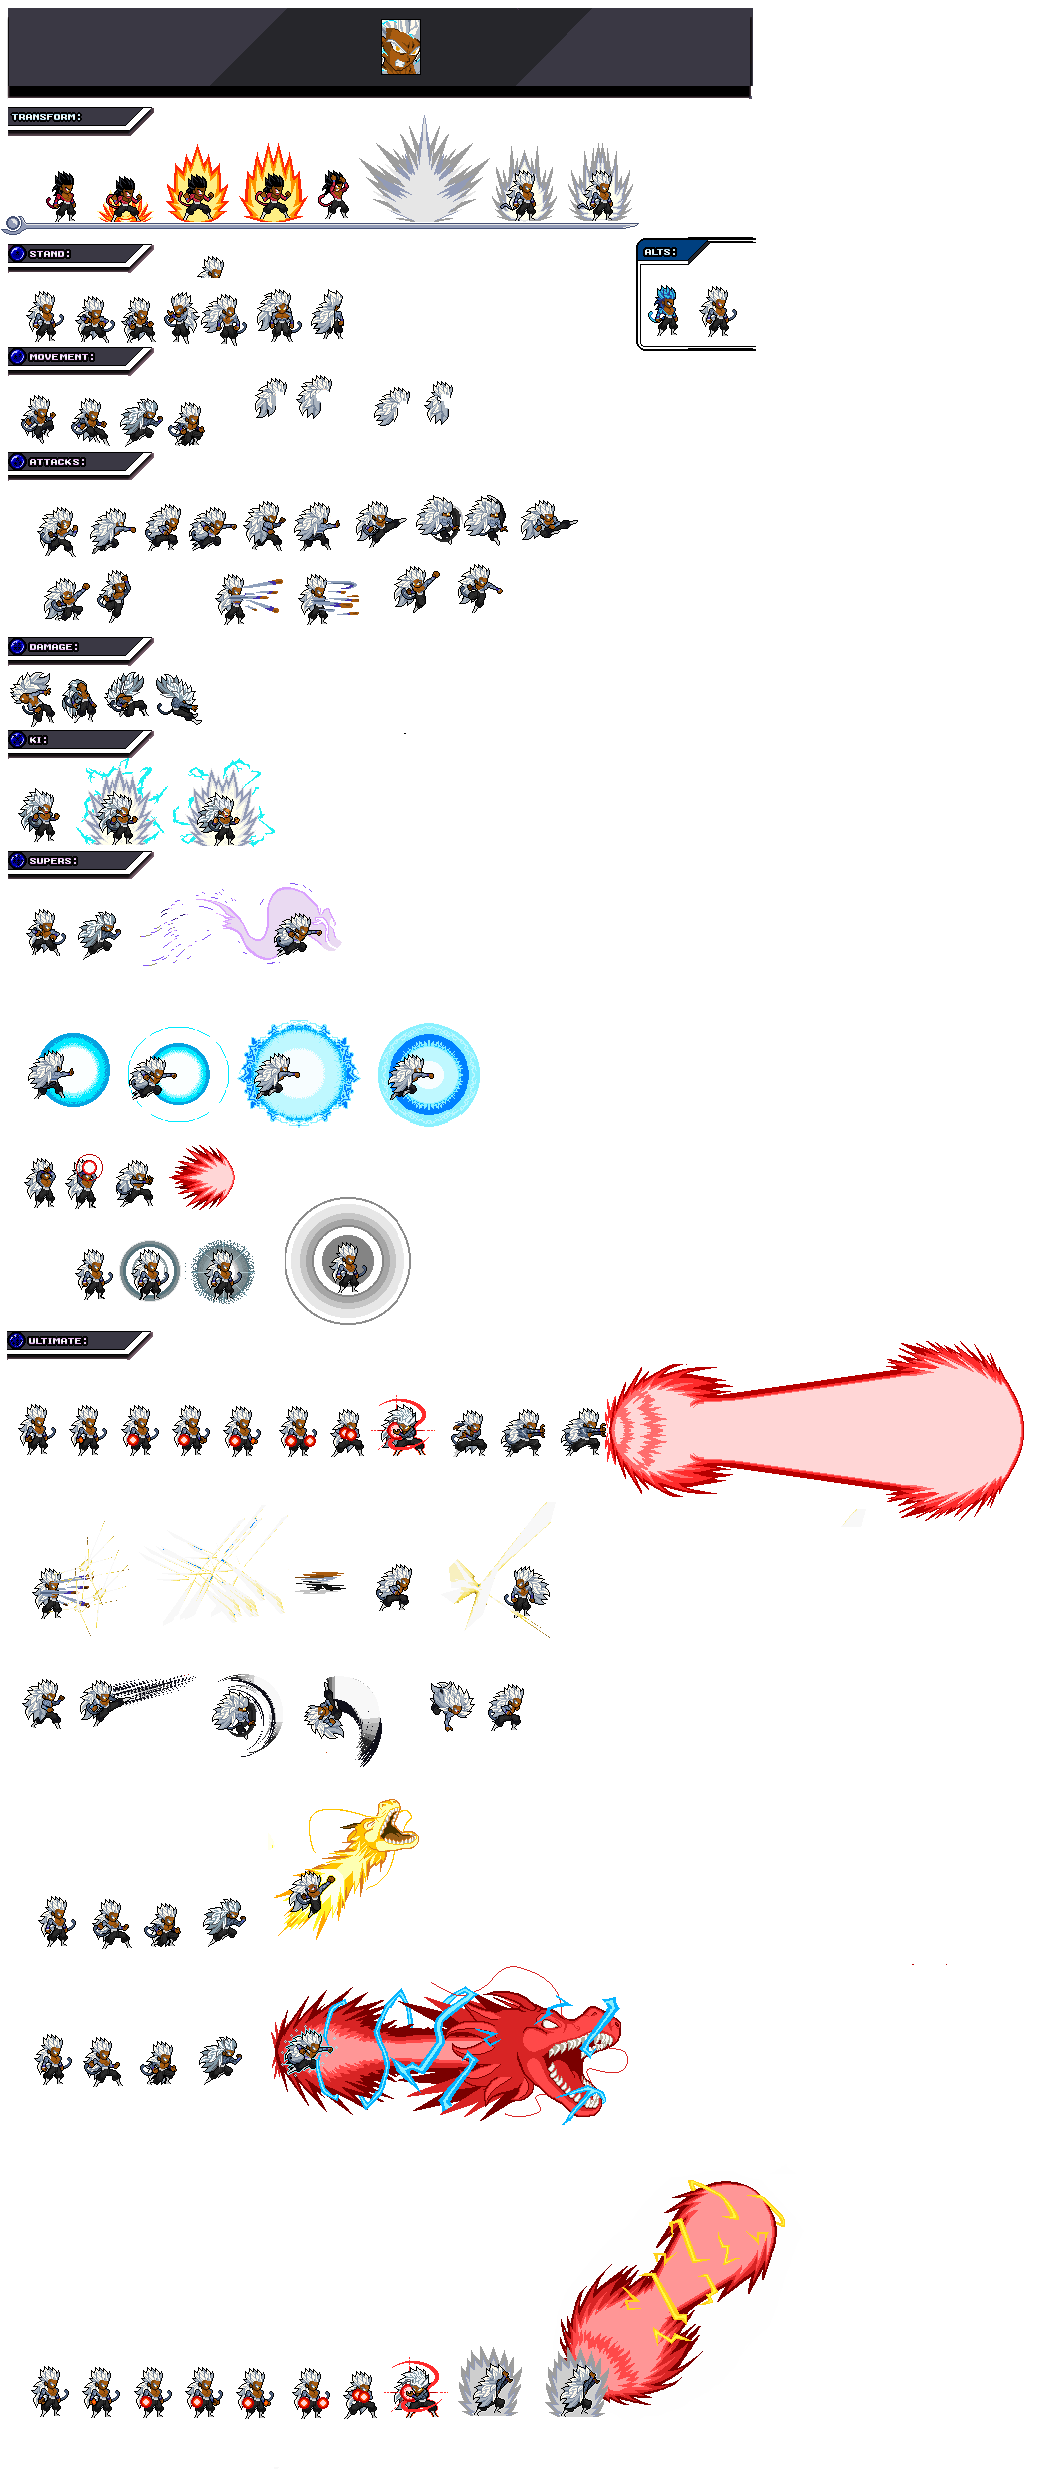 TRANSFORM:
STAND:
ALTS:
MOVEMENT:
ATTACKS:
DAMAGE:
KI:
SUPERS:
ULTIMATE: